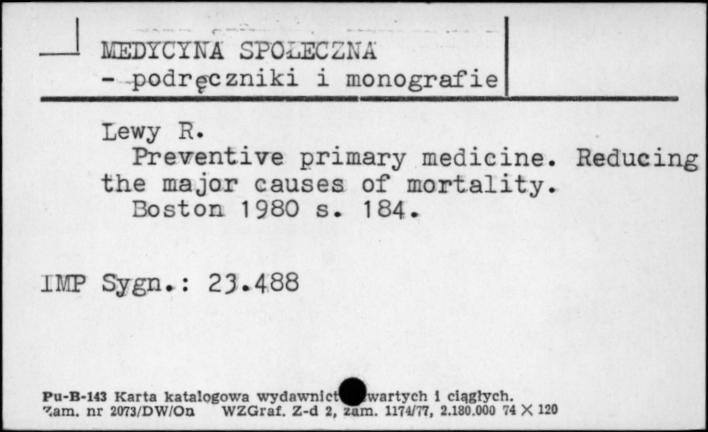 MEDYCYNA SPOŁECZNA
- podręczniki i monografie
Lewy R.
Preventive primary medicine. Reducing
the major causes of mortality.
Boston 1980 s. 184.
IMP Sygn.: 23.488
Pu-B-143 Karta katalogowa wydawnict wartych i ciągłych.
Zam. nr 2073/DW/On WZGraf. Z-d 2, zam. 1174/77, 2.180.000 74 X 120